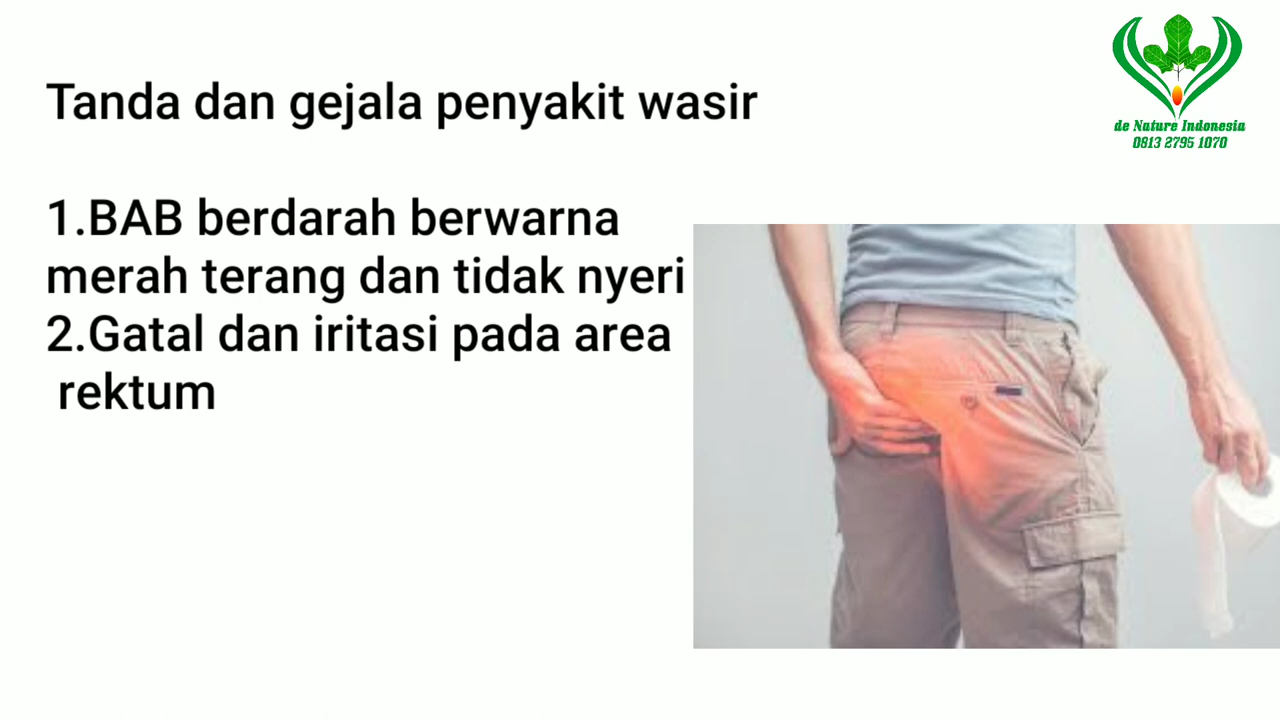 Tanda dan gejala penyakit wasir
1.BAB berdarah berwarna
merah terang dan tidak nyeri
2.Gatal dan iritasi pada area
rektum
de Nature Indonesia
0813 2795 1070